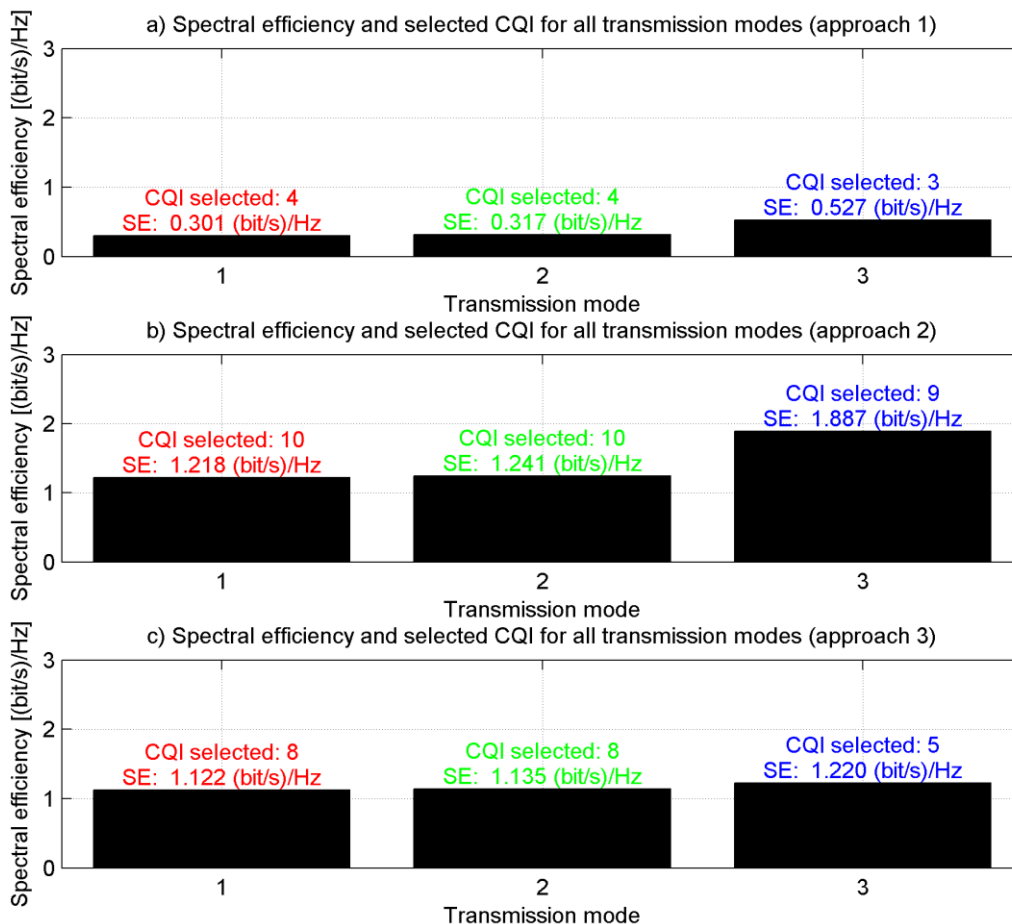 a) Spectral efficiency and selected CQI for all transmission modes (approach 1)
Spectral efficiency [(bit/s)/Hz]
3
2
1
0
CQI selected: 4
SE: 0.301 (bit/s)/Hz
CQI selected: 4
SE: 0.317 (bit/s)/Hz
CQI selected: 3
SE: 0.527 (bit/s)/Hz
1 2 3
Transmission mode
b) Spectral efficiency and selected CQI for all transmission modes (approach 2)
Spectral efficiency [(bit/s)/Hz]
3
2
1
0
CQI selected: 10
SE: 1.218 (bit/s)/Hz
CQI selected: 10
SE: 1.241 (bit/s)/Hz
CQI selected: 9
SE: 1.887 (bit/s)/Hz
1 2 3
Transmission mode
c) Spectral efficiency and selected CQI for all transmission modes (approach 3)
Spectral efficiency [(bit/s)/Hz]
3
2
1
0
CQI selected: 8
SE: 1.122 (bit/s)/Hz
CQI selected: 8
SE: 1.135 (bit/s)/Hz
CQI selected: 5
SE: 1.220 (bit/s)/Hz
1 2 3
Transmission mode